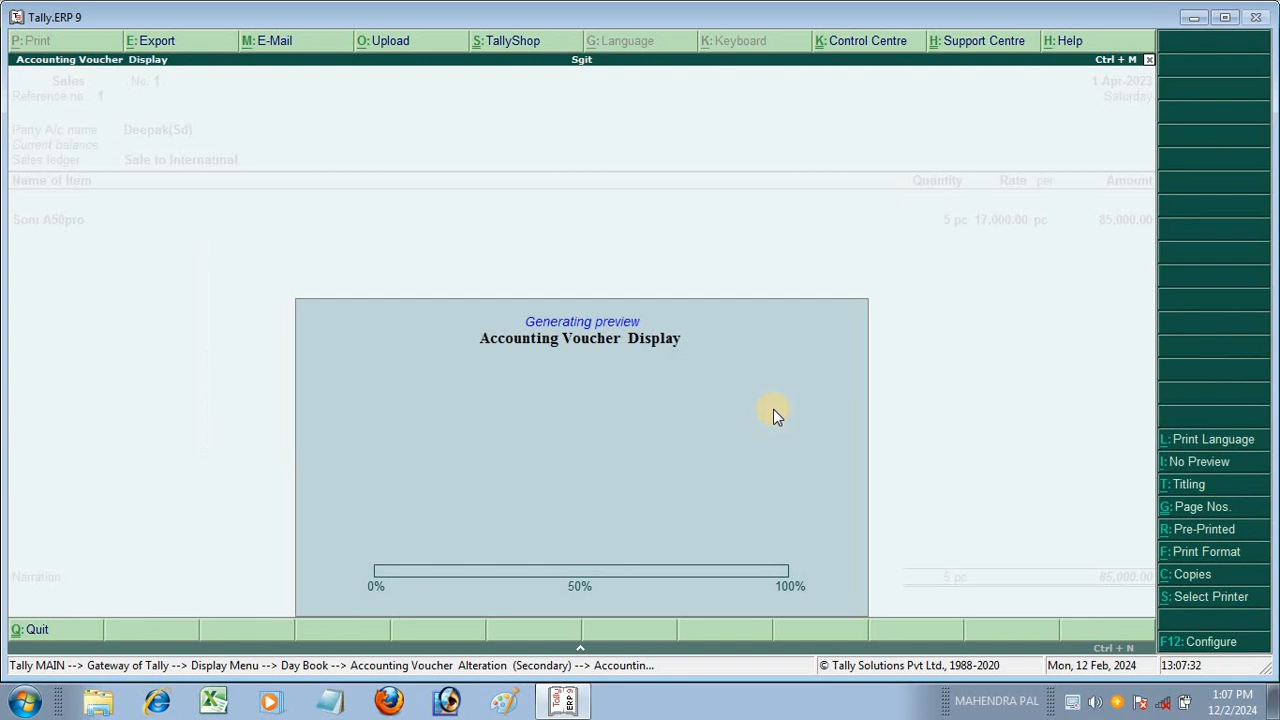 Tally.ERP 9
P: Print E: Export M: E-Mail O: Upload S: TallyShop G: Language K: Keyboard K: Control Centre H: Support Centre H: Help
Accounting Voucher Display Sgit Ctrl + M
Sales No. 1 1 Apr-2023
Reference no.: 1 Saturday
Party A/c name Deepak(Sd)
Current balance
Sales ledger Sale to Internatinal
Name of Item Quantity Rate per Amount
Soni A50pro 5 pc 17,000.00 pc 85,000.00
Generating preview
Accounting Voucher Display
L: Print Language
I: No Preview
T: Titling
G: Page Nos.
R: Pre-Printed
F: Print Format
C: Copies
S: Select Printer
F12: Configure
0% 50% 100%
Narration 5 pc 85,000.00
Q: Quit
Ctrl + N
Tally MAIN --> Gateway of Tally --> Display Menu --> Day Book --> Accounting Voucher Alteration (Secondary) --> Accountin... © Tally Solutions Pvt Ltd., 1988-2020 Mon, 12 Feb, 2024 13:07:32
TALLY ERP 9 MAHENDRA PAL 1:07 PM
12/2/2024